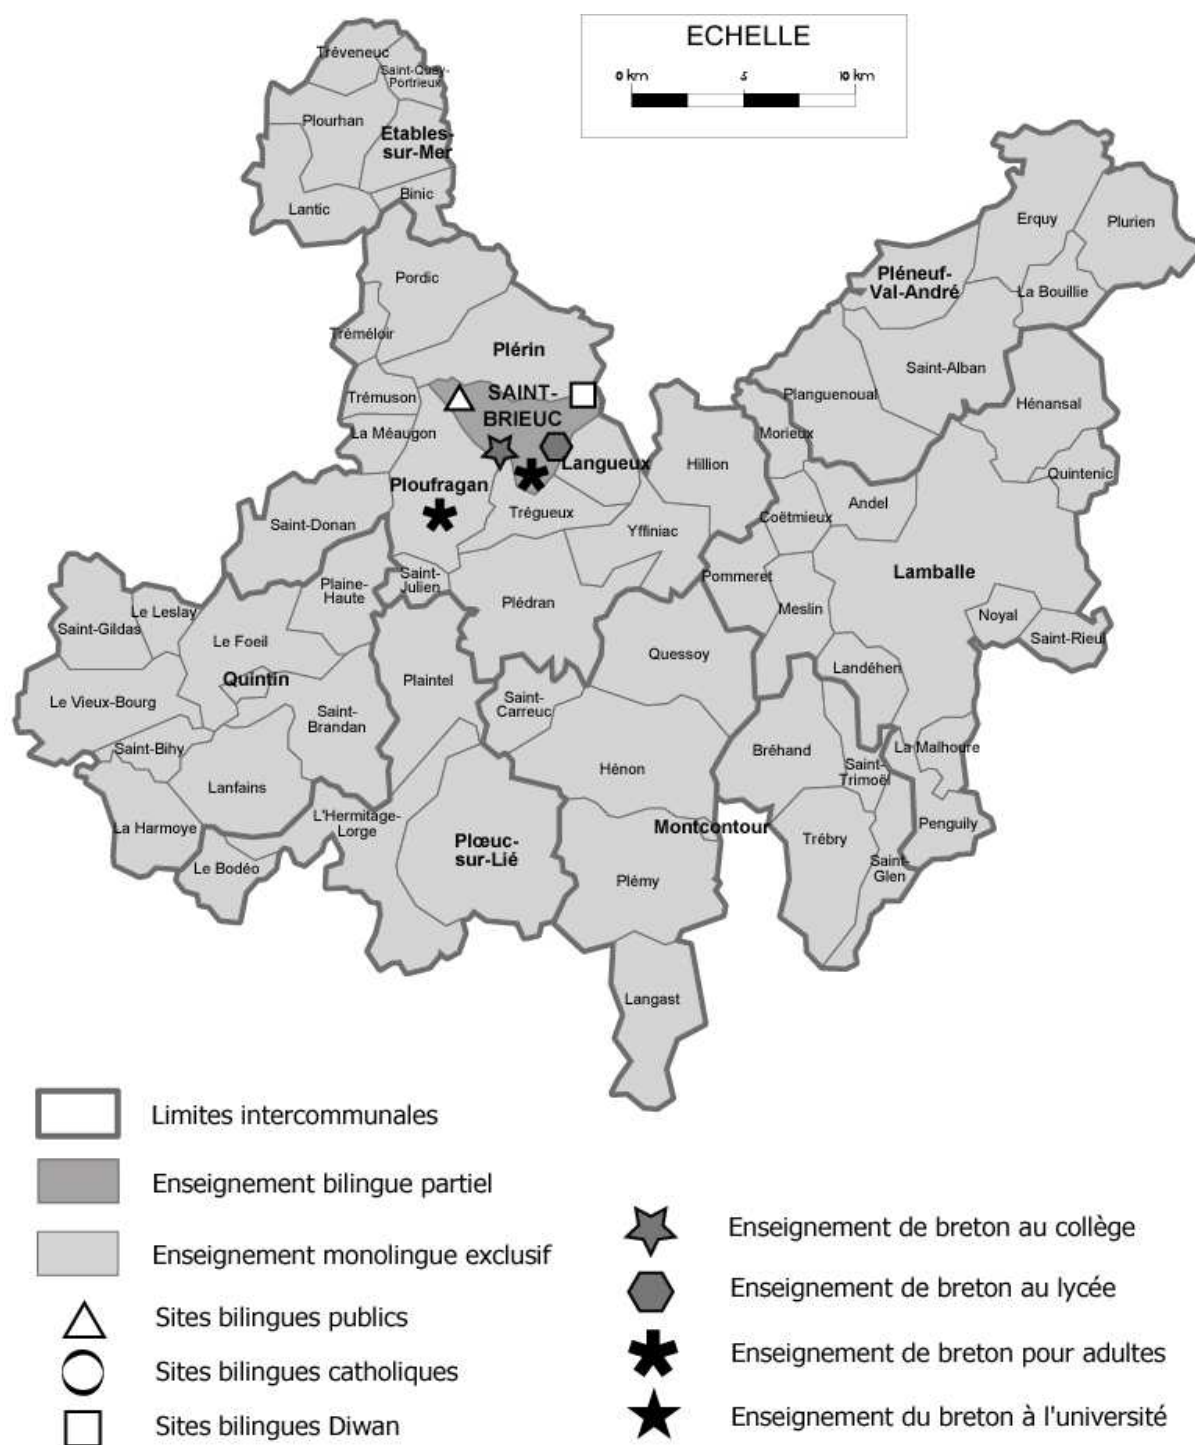 ECHELLE
0 km
5
10 km
Tréveneuc
Saint-Quay-
Portrieux
Plourhan
Etables-
sur-Mer
Binic
Lantic
Erquy
Plurien
Pordic
Pléneuf-
Val-André
La Bouillie
Tréméloir
Plérin
Saint-Alban
Trémuson
SAINT-
BRIEUC
Planguenoual
Hénansal
La Méaugon
Morieux
Langueux
Hillion
Quintenic
Ploufragan
Andel
Trégueux
Coëtmieux
Saint-Donan
Yffiniac
Saint-
Julien
Plaine-
Haute
Pommeret
Lamballe
Plédran
Le Leslay
Meslin
Noyal
Saint-Gildas
Le Foeil
Saint-Rieul
Quessoy
Landéhen
Quintin
Plaintel
Le Vieux-Bourg
Saint-
Carreuc
Saint-
Brandan
Saint-Bihy
Bréhand
La Malhoure
Hénon
Saint-
Trimoël
Lanfains
L'Hermitage-
Lorge
La Harmoye
Montcontour
Penguily
Plœuc-
sur-Lié
Trébry
Le Bodéo
Saint-
Glen
Plémy
Langast
Limites intercommunales
Enseignement bilingue partiel
Enseignement monolingue exclusif
Sites bilingues publics
Sites bilingues catholiques
Sites bilingues Diwan
Enseignement de breton au collège
Enseignement de breton au lycée
Enseignement de breton pour adultes
Enseignement du breton à l'université